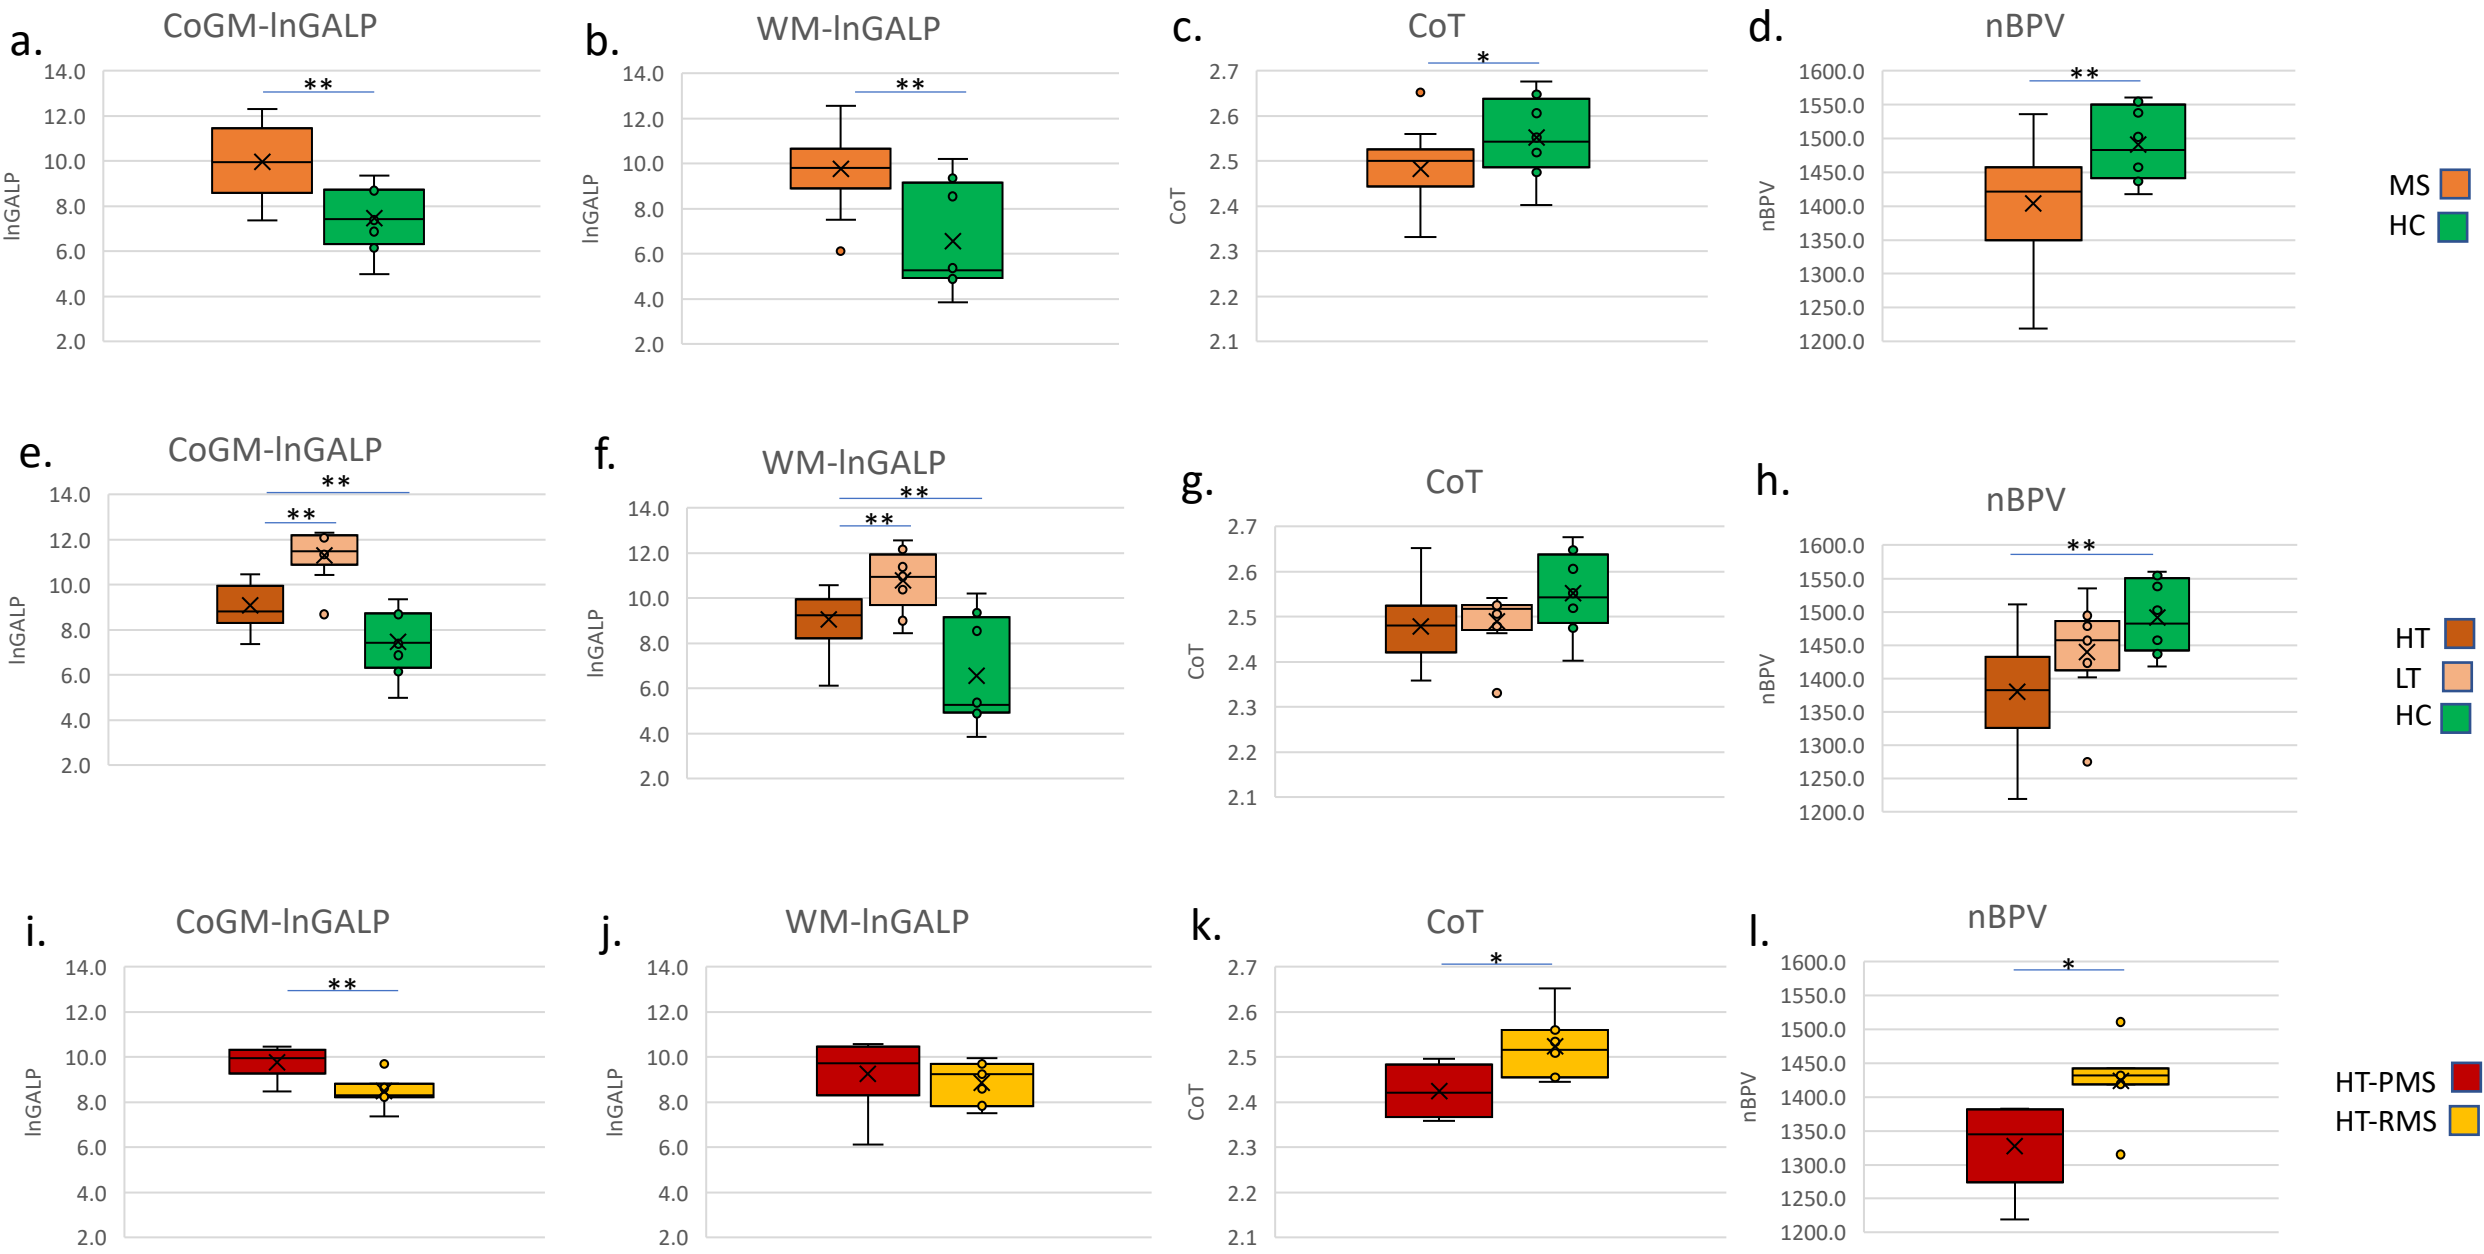 a.
CoGM-lnGALP
**
lnGALP
14.0
12.0
10.0
8.0
6.0
4.0
2.0
b.
WM-lnGALP
**
lnGALP
14.0
12.0
10.0
8.0
6.0
4.0
2.0
c.
CoT
*
CoT
2.7
2.6
2.5
2.4
2.3
2.2
2.1
d.
nBPV
**
nBPV
1600.0
1550.0
1500.0
1450.0
1400.0
1350.0
1300.0
1250.0
1200.0
MS
HC
e.
CoGM-lnGALP
**
**
lnGALP
14.0
12.0
10.0
8.0
6.0
4.0
2.0
f.
WM-lnGALP
**
**
lnGALP
14.0
12.0
10.0
8.0
6.0
4.0
2.0
g.
CoT
CoT
2.7
2.6
2.5
2.4
2.3
2.2
2.1
h.
nBPV
**
nBPV
1600.0
1550.0
1500.0
1450.0
1400.0
1350.0
1300.0
1250.0
1200.0
HT
LT
HC
i.
CoGM-lnGALP
**
lnGALP
14.0
12.0
10.0
8.0
6.0
4.0
2.0
j.
WM-lnGALP
lnGALP
14.0
12.0
10.0
8.0
6.0
4.0
2.0
k.
CoT
*
CoT
2.7
2.6
2.5
2.4
2.3
2.2
2.1
l.
nBPV
*
nBPV
1600.0
1550.0
1500.0
1450.0
1400.0
1350.0
1300.0
1250.0
1200.0
HT-PMS
HT-RMS